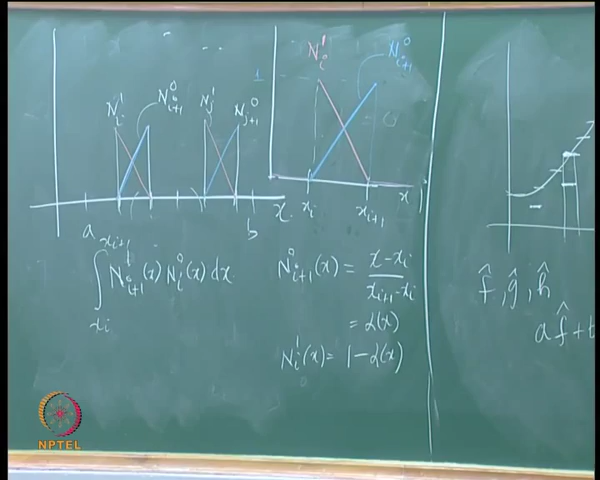 N_i^1
N_{i+1}^0
N_j^1
N_{j+1}^0
a
b
x
N_i^1
N_{i+1}^0
1
0
x_i
x_{i+1}
x
∫_{x_i}^{x_{i+1}} N_{i+1}^0(x) N_i^0(x) dx
N_{i+1}^0(x) = \frac{x - x_i}{x_{i+1} - x_i}
= α(x)
N_i^1(x) = 1 - α(x)
f̂, ĝ, ĥ
a f̂ +
NPTEL